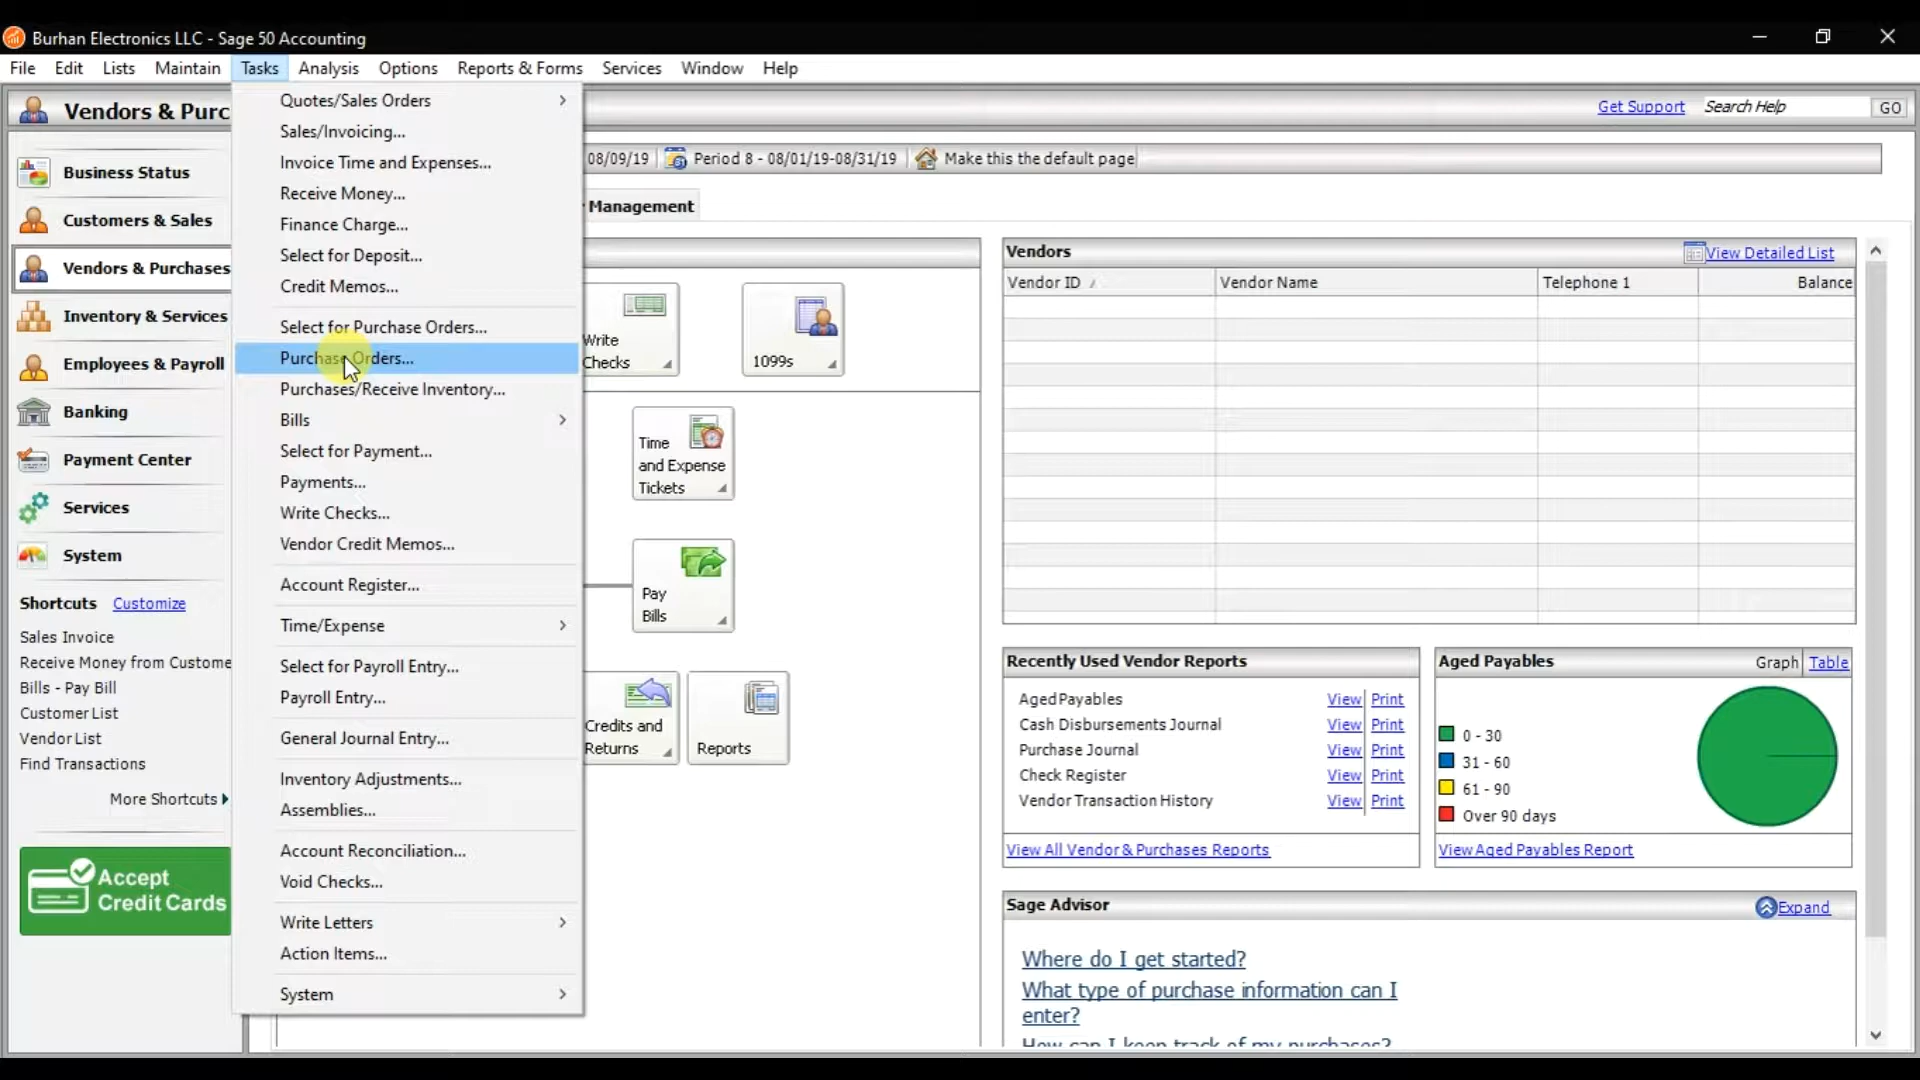 Burhan Electronics LLC - Sage 50 Accounting
File Edit Lists Maintain Tasks Analysis Options Reports & Forms Services Window Help
Vendors & Purc
Get Support Search Help GO
08/09/19 Period 8 - 08/01/19-08/31/19 Make this the default page
Management
Business Status
Customers & Sales
Vendors & Purchases
Inventory & Services
Employees & Payroll
Banking
Payment Center
Services
System
Shortcuts Customize
Sales Invoice
Receive Money from Custome
Bills - Pay Bill
Customer List
Vendor List
Find Transactions
More Shortcuts
Accept
Credit Cards
Quotes/Sales Orders
Sales/Invoicing...
Invoice Time and Expenses...
Receive Money...
Finance Charge...
Select for Deposit...
Credit Memos...
Select for Purchase Orders...
Purchase Orders...
Purchases/Receive Inventory...
Bills
Select for Payment...
Payments...
Write Checks...
Vendor Credit Memos...
Account Register...
Time/Expense
Select for Payroll Entry...
Payroll Entry...
General Journal Entry...
Inventory Adjustments...
Assemblies...
Account Reconciliation...
Void Checks...
Write Letters
Action Items...
System
Write
Checks
1099s
Time
and Expense
Tickets
Pay
Bills
Credits and
Returns
Reports
Vendors View Detailed List
Vendor ID Vendor Name Telephone 1 Balance
Recently Used Vendor Reports
Aged Payables View Print
Cash Disbursements Journal View Print
Purchase Journal View Print
Check Register View Print
Vendor Transaction History View Print
View All Vendor & Purchases Reports
Aged Payables Graph Table
0 - 30
31 - 60
61 - 90
Over 90 days
View Aged Payables Report
Sage Advisor Expand
Where do I get started?
What type of purchase information can I
enter?
How can I keep track of my purchases?